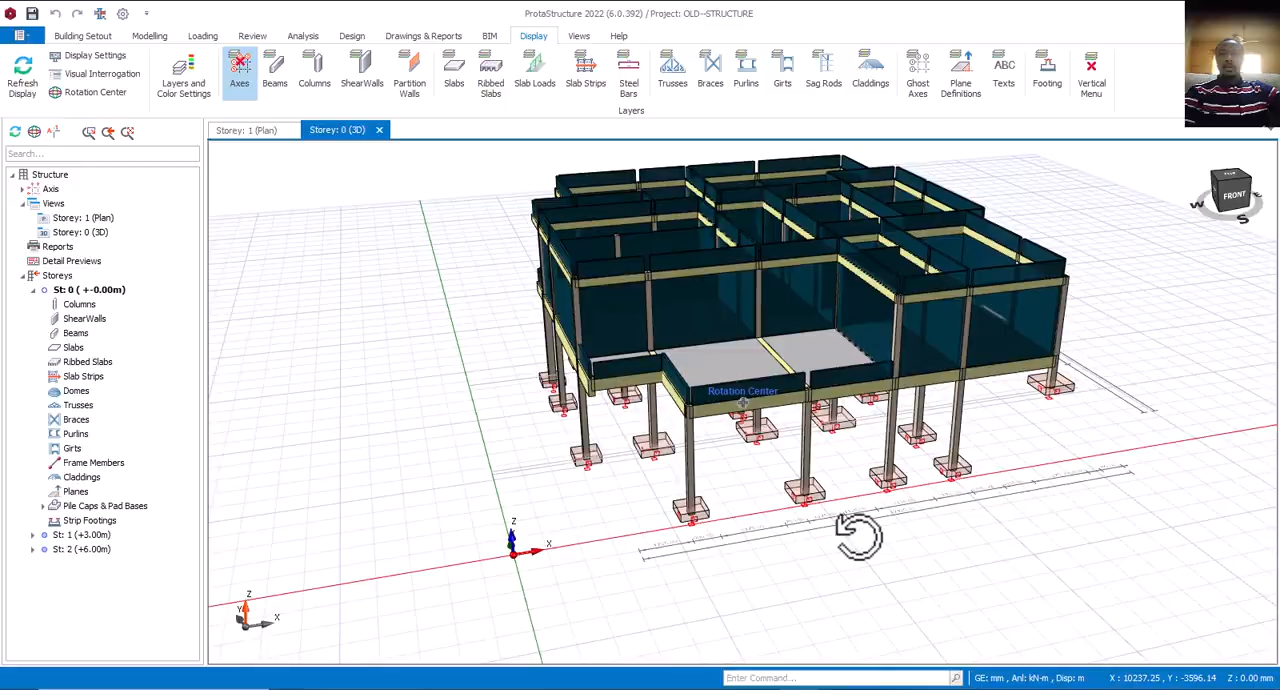 ProtaStructure 2022 (6.0.392) / Project: OLD--STRUCTURE
Building Setout Modelling Loading Review Analysis Design Drawings & Reports BIM Display Views Help
Refresh Display
Display Settings
Visual Interrogation
Rotation Center
Layers and Color Settings
Axes
Beams
Columns
ShearWalls
Partition Walls
Slabs
Ribbed Slabs
Slab Loads
Slab Strips
Steel Bars
Trusses
Braces
Purlins
Girts
Sag Rods
Claddings
Ghost Axes
Plane Definitions
ABC
Texts
Footing
Vertical Menu
Layers
Storey: 1 (Plan)
Storey: 0 (3D)
Search...
Structure
Axis
Views
Storey: 1 (Plan)
Storey: 0 (3D)
Reports
Detail Previews
Storeys
St: 0 ( +-0.00m)
Columns
ShearWalls
Beams
Slabs
Ribbed Slabs
Slab Strips
Domes
Trusses
Braces
Purlins
Girts
Frame Members
Claddings
Planes
Pile Caps & Pad Bases
Strip Footings
St: 1 (+3.00m)
St: 2 (+6.00m)
FRONT
W
S
Rotation Center
Z
X
Z
Y
X
Enter Command...
GE: mm , Anl: kN-m , Disp: m
X : 10237.25 , Y : -3596.14
Z : 0.00 mm